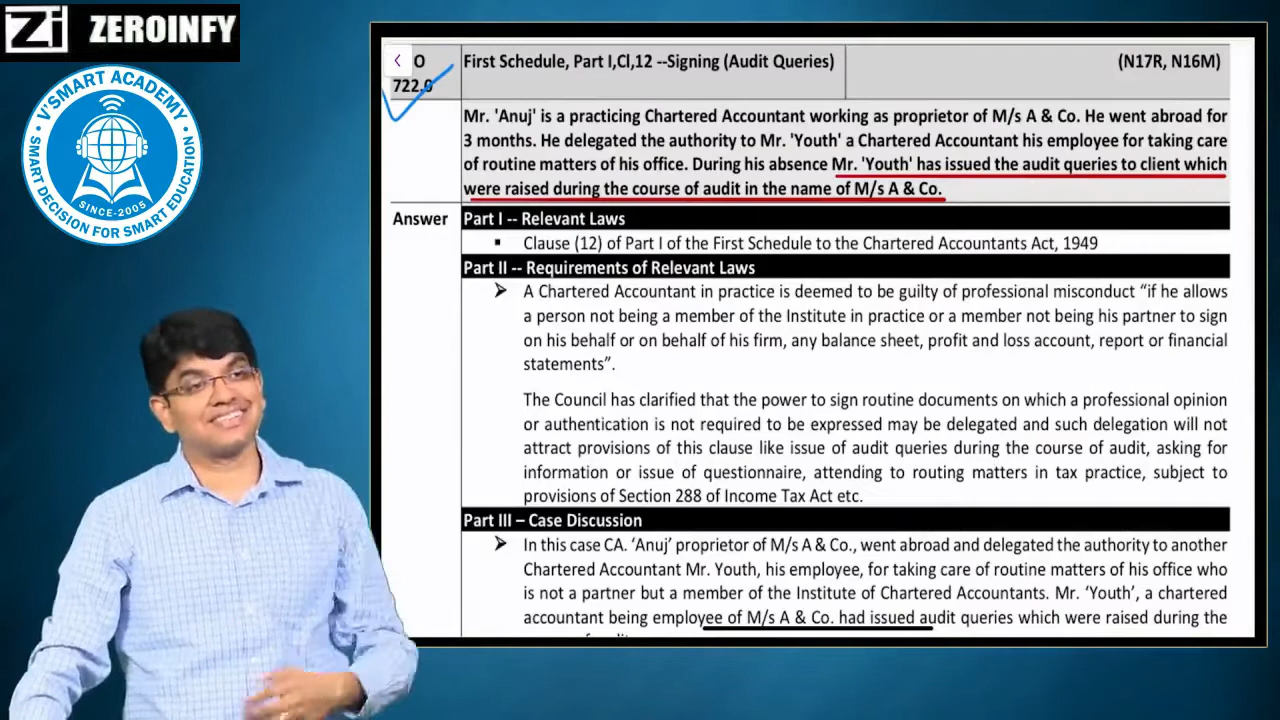 Zi ZEROINFY
V'SMART ACADEMY
SINCE-2005
SMART DECISION FOR SMART EDUCATION
O
722.0
First Schedule, Part I,Cl,12 --Signing (Audit Queries)
(N17R, N16M)
Mr. 'Anuj' is a practicing Chartered Accountant working as proprietor of M/s A & Co. He went abroad for
3 months. He delegated the authority to Mr. 'Youth' a Chartered Accountant his employee for taking care
of routine matters of his office. During his absence Mr. 'Youth' has issued the audit queries to client which
were raised during the course of audit in the name of M/s A & Co.
Answer
Part I -- Relevant Laws
▪ Clause (12) of Part I of the First Schedule to the Chartered Accountants Act, 1949
Part II -- Requirements of Relevant Laws
➢ A Chartered Accountant in practice is deemed to be guilty of professional misconduct “if he allows
a person not being a member of the Institute in practice or a member not being his partner to sign
on his behalf or on behalf of his firm, any balance sheet, profit and loss account, report or financial
statements”.
The Council has clarified that the power to sign routine documents on which a professional opinion
or authentication is not required to be expressed may be delegated and such delegation will not
attract provisions of this clause like issue of audit queries during the course of audit, asking for
information or issue of questionnaire, attending to routing matters in tax practice, subject to
provisions of Section 288 of Income Tax Act etc.
Part III – Case Discussion
➢ In this case CA. ‘Anuj’ proprietor of M/s A & Co., went abroad and delegated the authority to another
Chartered Accountant Mr. Youth, his employee, for taking care of routine matters of his office who
is not a partner but a member of the Institute of Chartered Accountants. Mr. ‘Youth’, a chartered
accountant being employee of M/s A & Co. had issued audit queries which were raised during the